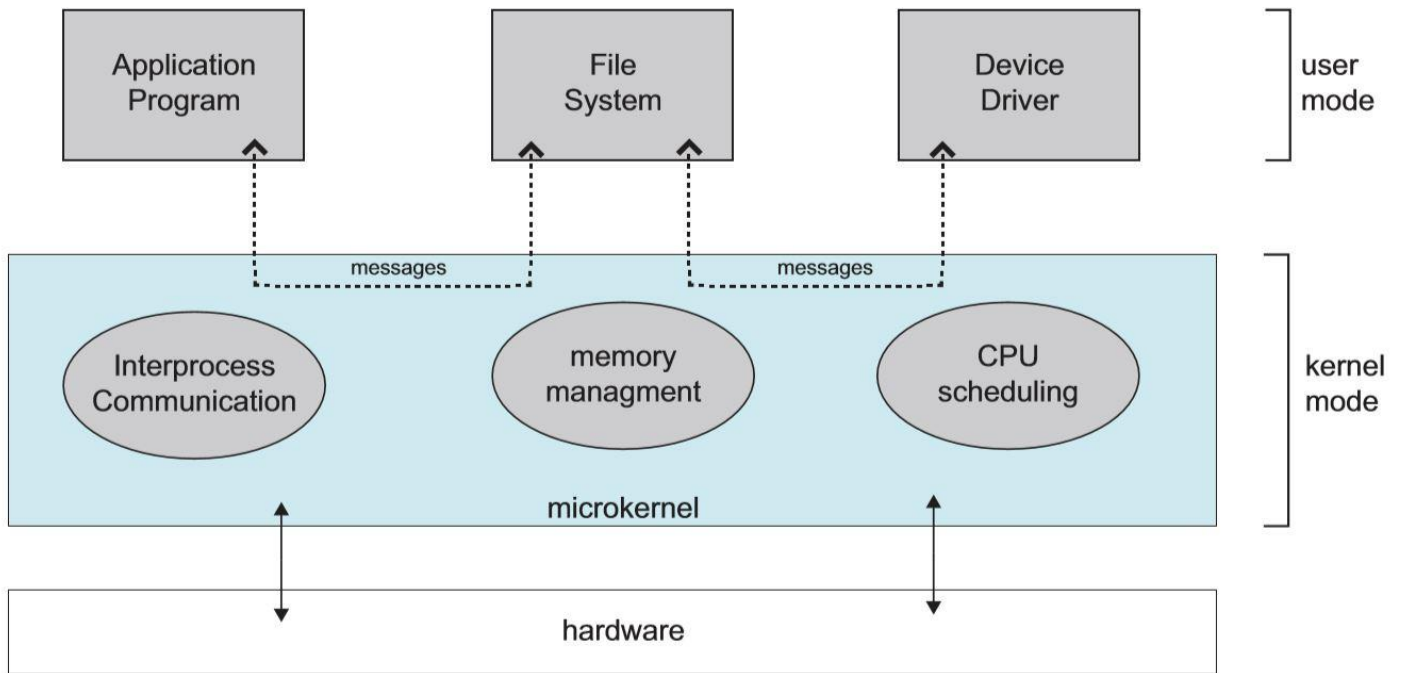 Application
Program
File
System
Device
Driver
user
mode
messages
messages
Interprocess
Communication
memory
managment
CPU
scheduling
kernel
mode
microkernel
hardware